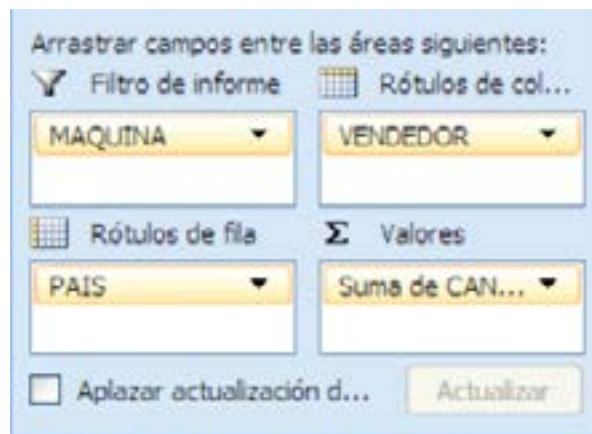 Arrastrar campos entre las áreas siguientes:
Filtro de informe
Rótulos de col...
MAQUINA
VENDEDOR
Rótulos de fila
Σ Valores
PAIS
Suma de CAN...
Aplazar actualización d...
Actualizar